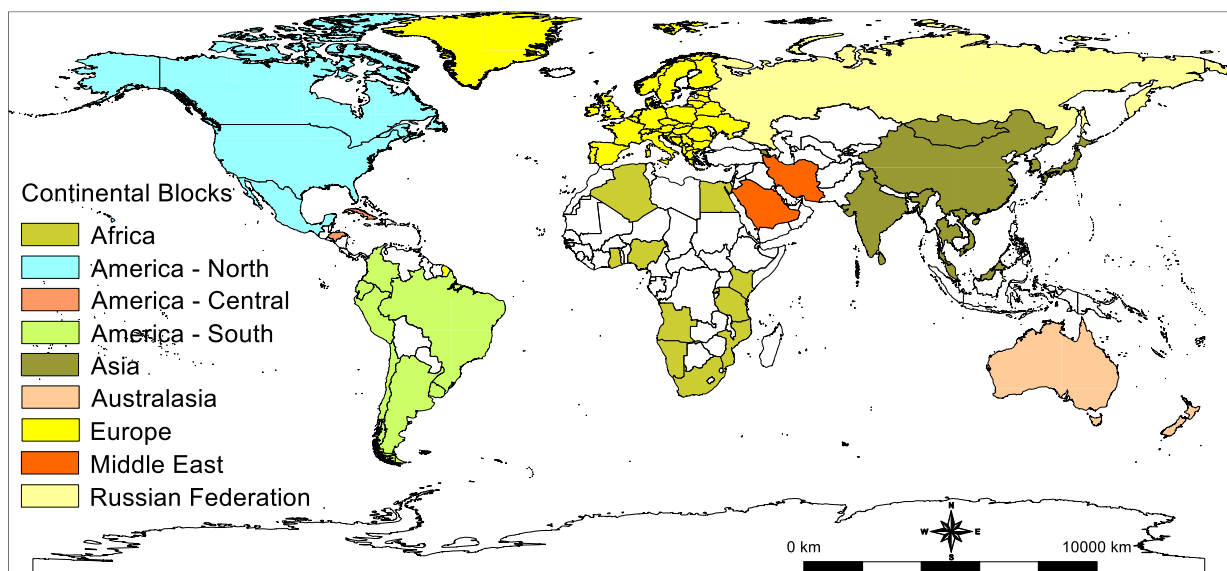 Continental Blocks
Africa
America - North
America - Central
America - South
Asia
Australasia
Europe
Middle East
Russian Federation
N
W E
S
0 km 10000 km